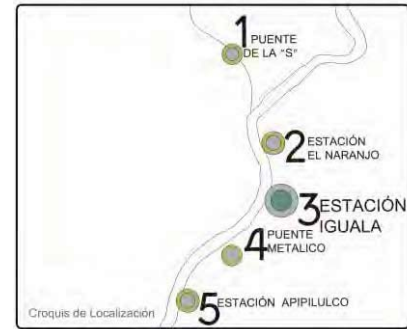 1 PUENTE
DE LA "S"
2 ESTACIÓN
EL NARANJO
3 ESTACIÓN
IGUALA
4 PUENTE
METALICO
5 ESTACIÓN APIPILULCO
Croquis de Localización